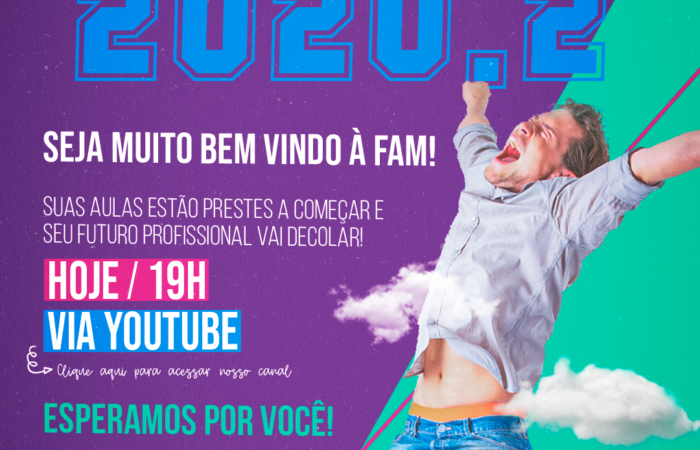 2020.2
SEJA MUITO BEM VINDO À FAM!
SUAS AULAS ESTÃO PRESTES A COMEÇAR E
SEU FUTURO PROFISSIONAL VAI DECOLAR!
HOJE / 19H
VIA YOUTUBE
Clique aqui para acessar nosso canal
ESPERAMOS POR VOCÊ!